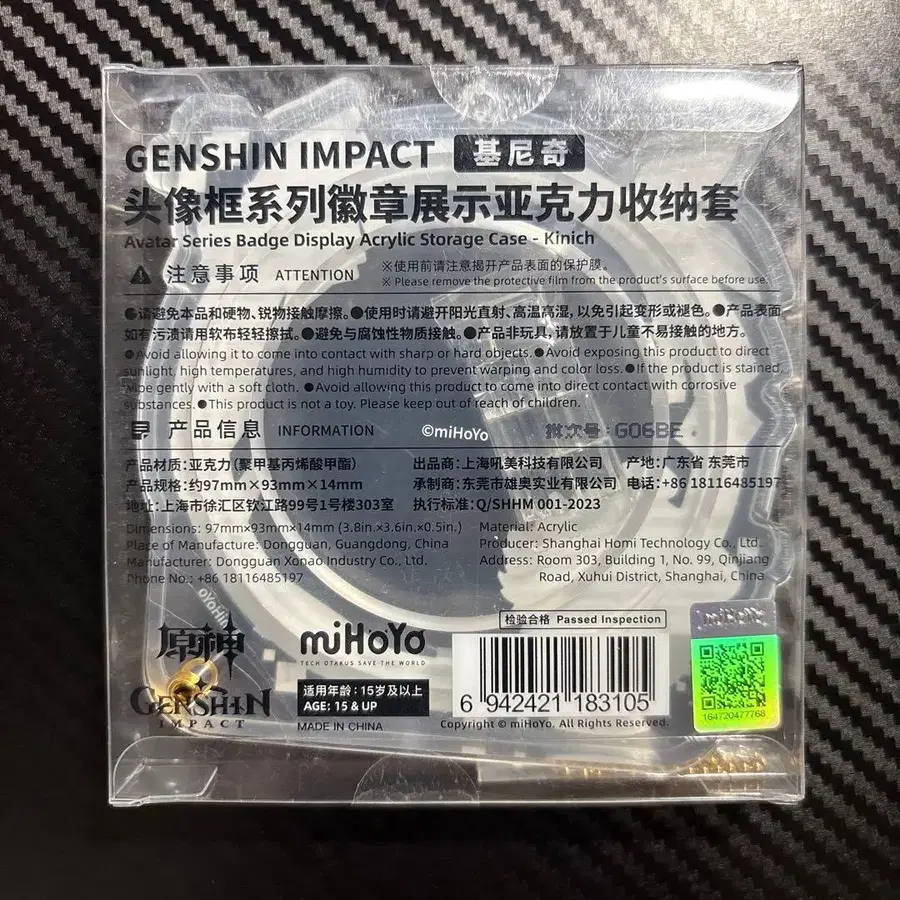 GENSHIN IMPACT 基尼奇
头像框系列徽章展示亚克力收纳套
Avatar Series Badge Display Acrylic Storage Case - Kinich
注意事项 ATTENTION
※使用前请注意揭开产品表面的保护膜。
※ Please remove the protective film from the product's surface before use.
●请避免本品和硬物、锐物接触摩擦。●使用时请避开阳光直射、高温高湿，以免引起变形或褪色。●产品表面
如有污渍请用软布轻轻擦拭。●避免与腐蚀性物质接触。●产品非玩具，请放置于儿童不易接触的地方。
●Avoid allowing it to come into contact with sharp or hard objects. ●Avoid exposing this product to direct
sunlight, high temperatures, and high humidity to prevent warping and color loss. ●If the product is stained,
wipe gently with a soft cloth. ●Avoid allowing this product to come into direct contact with corrosive
substances. ●This product is not a toy. Please keep out of reach of children.
产品信息 INFORMATION
©miHoYo
批次号：G06BE
产品材质：亚克力（聚甲基丙烯酸甲酯）
出品商：上海吼美科技有限公司 产地：广东省 东莞市
产品规格：约97mm×93mm×14mm
承制商：东莞市雄奥实业有限公司 电话：+86 18116485197
地址：上海市徐汇区钦江路99号1号楼303室
执行标准：Q/SHHM 001-2023
Dimensions: 97mm×93mm×14mm (3.8in.×3.6in.×0.5in.)
Material: Acrylic
Place of Manufacture: Dongguan, Guangdong, China
Producer: Shanghai Homi Technology Co., Ltd.
Manufacturer: Dongguan Xonao Industry Co., Ltd.
Address: Room 303, Building 1, No. 99, Qinjiang
Phone No.: +86 18116485197
Road, Xuhui District, Shanghai, China
原神
GENSHIN
IMPACT
miHoYo
TECH OTAKUS SAVE THE WORLD
适用年龄：15岁及以上
AGE: 15 & UP
MADE IN CHINA
检验合格 Passed Inspection
6 942421 183105
Copyright © miHoYo. All Rights Reserved.
miHoYo
164720477768